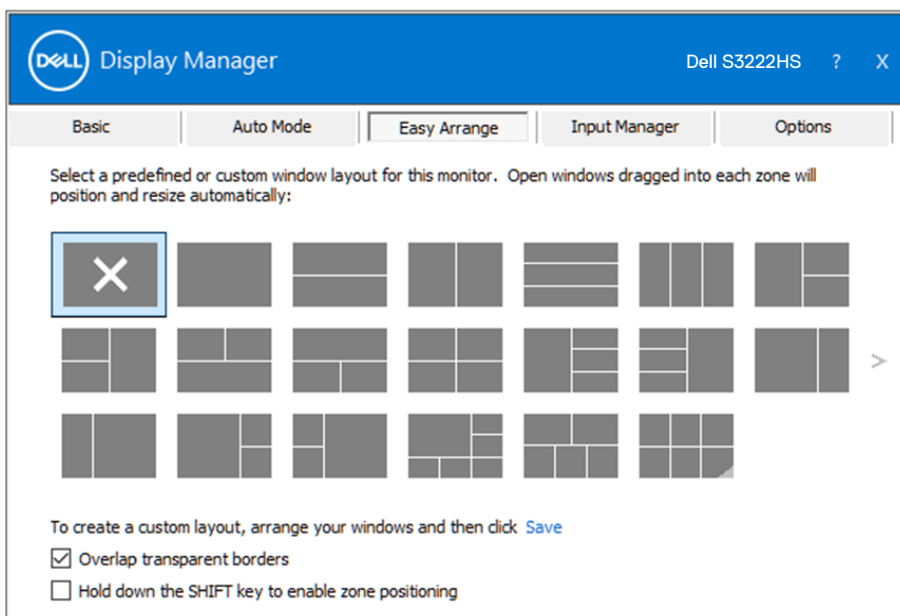 DELL Display Manager Dell S3222HS ? X
Basic Auto Mode Easy Arrange Input Manager Options
Select a predefined or custom window layout for this monitor. Open windows dragged into each zone will
position and resize automatically:
>
To create a custom layout, arrange your windows and then click Save
Overlap transparent borders
Hold down the SHIFT key to enable zone positioning